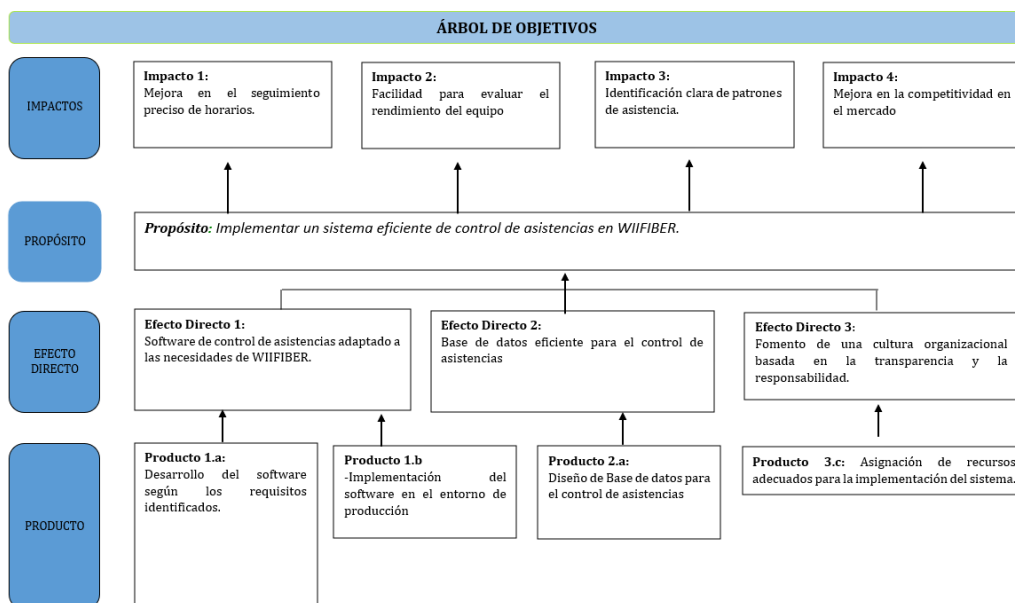 ÁRBOL DE OBJETIVOS
IMPACTOS
Impacto 1:
Mejora en el seguimiento
preciso de horarios.
Impacto 2:
Facilidad para evaluar el
rendimiento del equipo
Impacto 3:
Identificación clara de patrones
de asistencia.
Impacto 4:
Mejora en la competitividad en
el mercado
PROPÓSITO
Propósito: Implementar un sistema eficiente de control de asistencias en WIIFIBER.
EFECTO
DIRECTO
Efecto Directo 1:
Software de control de asistencias adaptado a
las necesidades de WIIFIBER.
Efecto Directo 2:
Base de datos eficiente para el control de
asistencias
Efecto Directo 3:
Fomento de una cultura organizacional
basada en la transparencia y la
responsabilidad.
PRODUCTO
Producto 1.a:
Desarrollo del software
según los requisitos
identificados.
Producto 1.b
-Implementación del
software en el entorno de
producción
Producto 2.a:
Diseño de Base de datos para
el control de asistencias
Producto 3.c: Asignación de recursos
adecuados para la implementación del sistema.